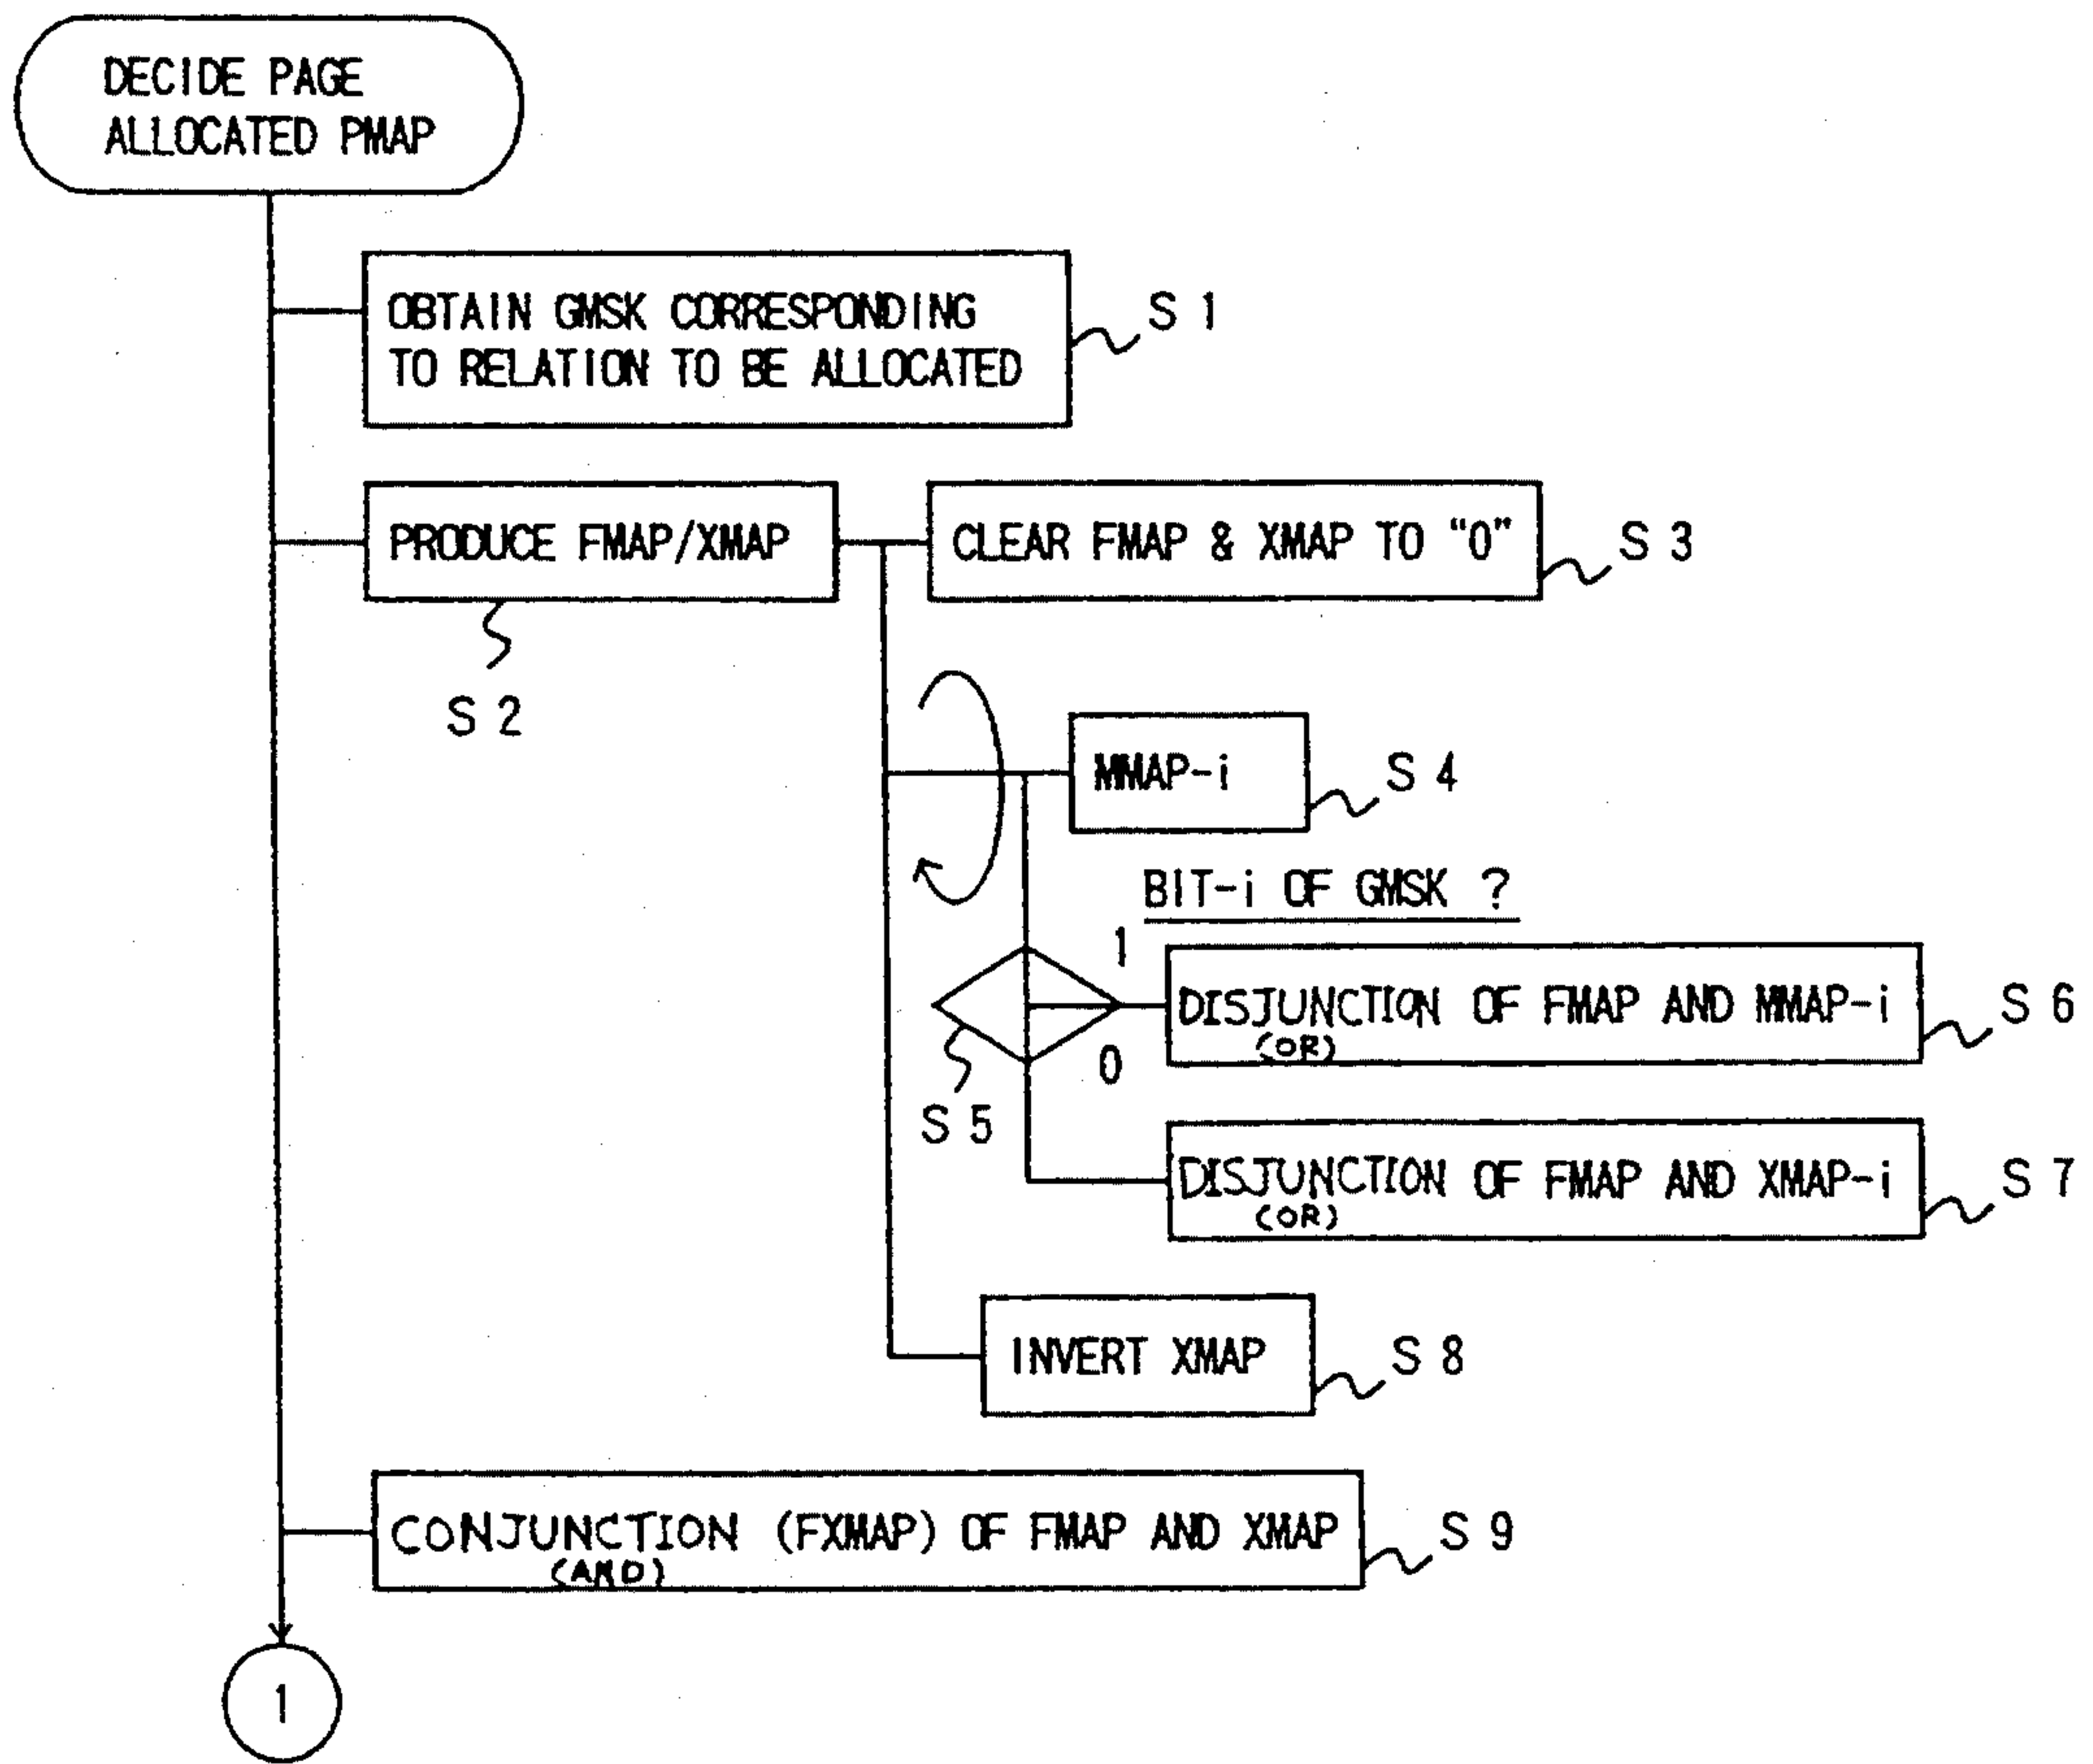 DECIDE PAGE
ALLOCATED PMAP
OBTAIN GMSK CORRESPONDING
TO RELATION TO BE ALLOCATED
S 1
PRODUCE FMAP/XMAP
S 2
CLEAR FMAP & XMAP TO “0”
S 3
MMAP-i
S 4
BIT-i OF GMSK ?
1
0
S 5
DISJUNCTION OF FMAP AND MMAP-i
(OR)
S 6
DISJUNCTION OF FMAP AND XMAP-i
(OR)
S 7
INVERT XMAP
S 8
CONJUNCTION (FXMAP) OF FMAP AND XMAP
(AND)
S 9
1